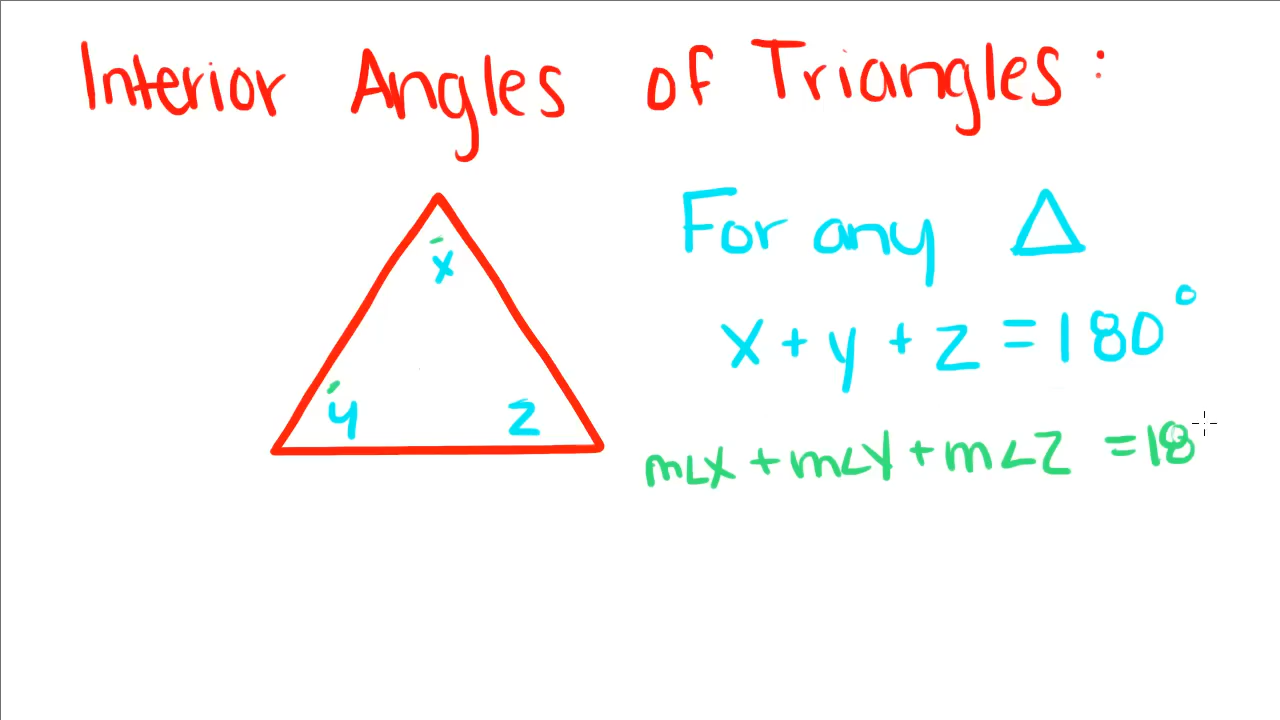 Interior Angles of Triangles:
For any △
x
x + y + z = 180°
y z
m∠x + m∠y + m∠z = 18